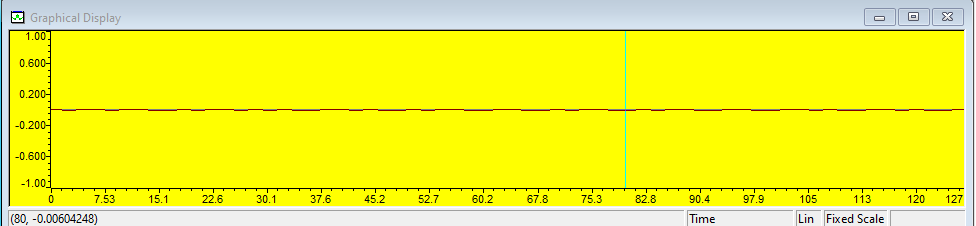 Graphical Display
1.00
0.600
0.200
-0.200
-0.600
-1.00
0 7.53 15.1 22.6 30.1 37.6 45.2 52.7 60.2 67.8 75.3 82.8 90.4 97.9 105 113 120 127
(80, -0.00604248) Time Lin Fixed Scale